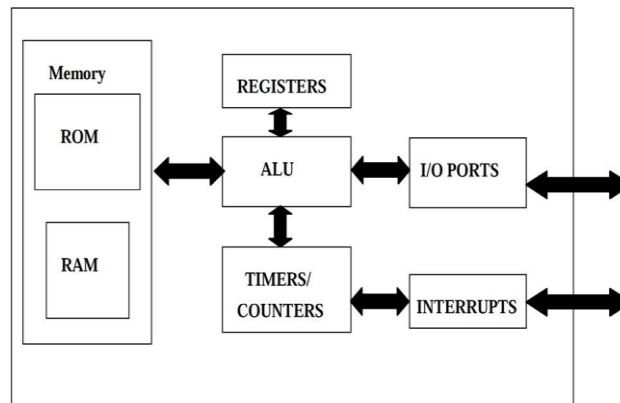 Memory
ROM
RAM
REGISTERS
ALU
TIMERS/
COUNTERS
I/O PORTS
INTERRUPTS